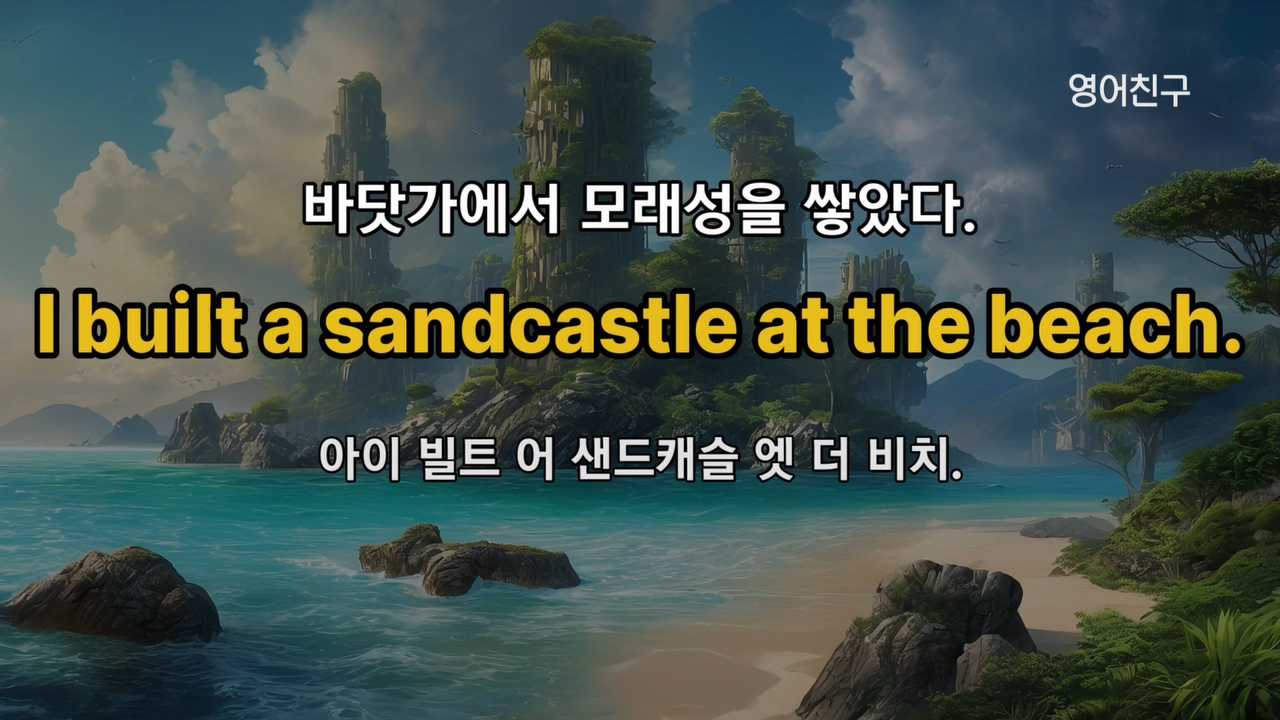 영어친구
바닷가에서 모래성을 쌓았다.
I built a sandcastle at the beach.
아이 빌트 어 샌드캐슬 엣 더 비치.